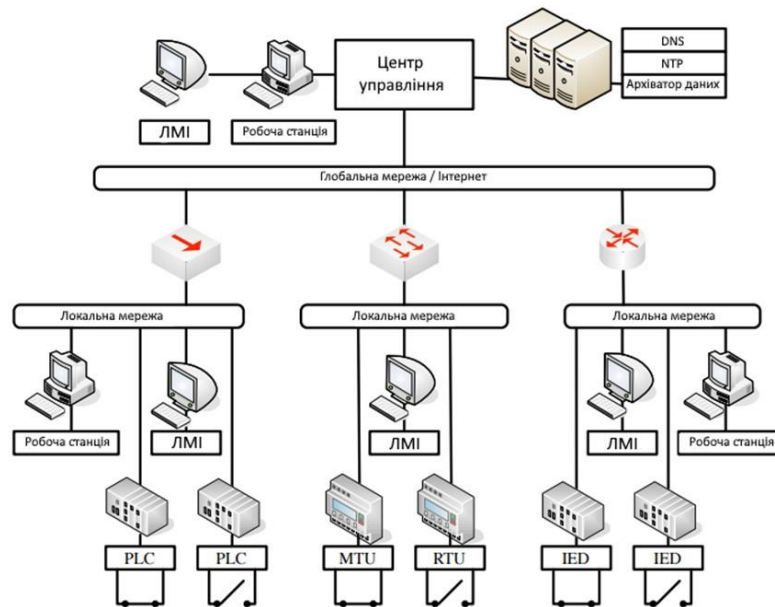 Центр
управління
DNS
NTP
Архіватор даних
ЛМІ
Робоча станція
Глобальна мережа / Інтернет
Локальна мережа
Локальна мережа
Локальна мережа
Робоча станція
ЛМІ
ЛМІ
ЛМІ
Робоча станція
PLC
PLC
MTU
RTU
IED
IED